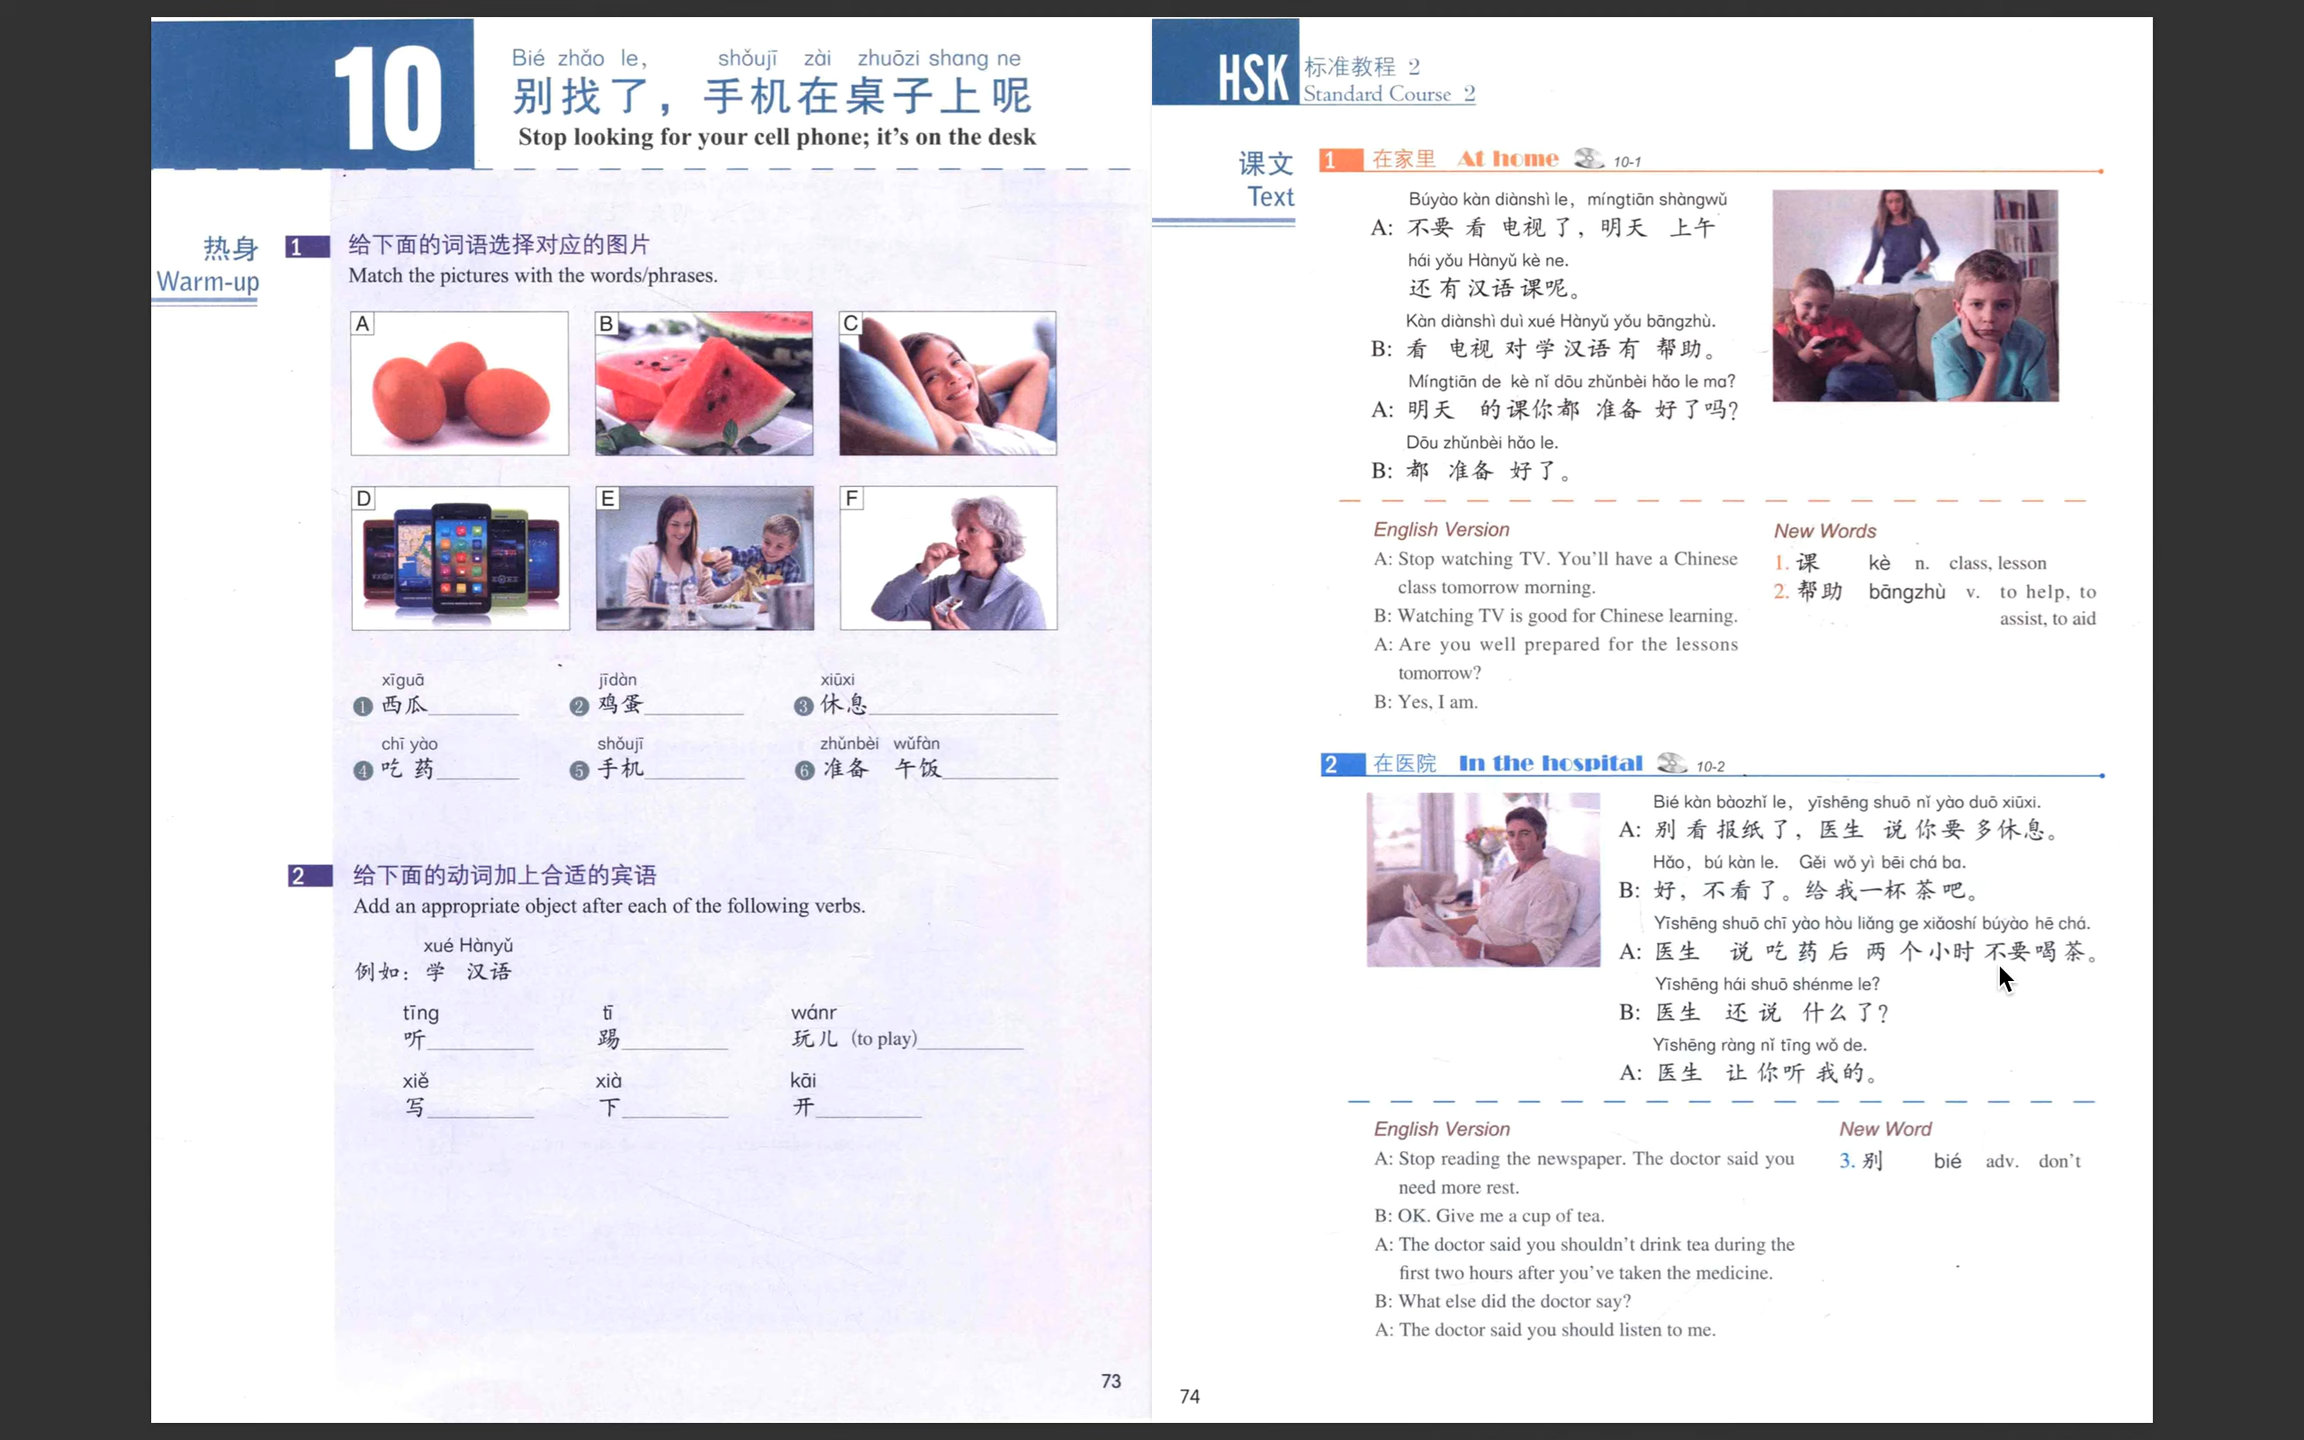 10
Bié zhǎo le, shǒujī zài zhuōzi shang ne
别找了，手机在桌子上呢
Stop looking for your cell phone; it's on the desk
热身
Warm-up
1 给下面的词语选择对应的图片
Match the pictures with the words/phrases.
A B C
D E F
xīguā jīdàn xiūxi
1 西瓜 2 鸡蛋 3 休息
chī yào shǒujī zhǔnbèi wǔfàn
4 吃 药 5 手机 6 准备 午饭
2 给下面的动词加上合适的宾语
Add an appropriate object after each of the following verbs.
xué Hànyǔ
例如：学 汉语
tīng tī wánr
听 踢 玩儿 (to play)
xiě xià kāi
写 下 开
73
HSK 标准教程 2
Standard Course 2
课文
Text
1 在家里 At home 10-1
Búyào kàn diànshì le, míngtiān shàngwǔ
A: 不要 看 电视 了，明天 上午
hái yǒu Hànyǔ kè ne.
还 有 汉语 课呢。
Kàn diànshì duì xué Hànyǔ yǒu bāngzhù.
B: 看 电视 对 学 汉语 有 帮助。
Míngtiān de kè nǐ dōu zhǔnbèi hǎo le ma?
A: 明天 的课你都 准备 好了吗?
Dōu zhǔnbèi hǎo le.
B: 都 准备 好了。
English Version
A: Stop watching TV. You'll have a Chinese
class tomorrow morning.
B: Watching TV is good for Chinese learning.
A: Are you well prepared for the lessons
tomorrow?
B: Yes, I am.
New Words
1. 课 kè n. class, lesson
2. 帮助 bāngzhù v. to help, to
assist, to aid
2 在医院 In the hospital 10-2
Bié kàn bàozhǐ le, yīshēng shuō nǐ yào duō xiūxi.
A: 别 看 报纸 了，医生 说 你要 多休息。
Hǎo, bú kàn le. Gěi wǒ yì bēi chá ba.
B: 好，不看了。给 我一杯 茶 吧。
Yīshēng shuō chī yào hòu liǎng ge xiǎoshí búyào hē chá.
A: 医生 说 吃 药 后 两 个小时 不要喝 茶。
Yīshēng hái shuō shénme le?
B: 医生 还 说 什么 了?
Yīshēng ràng nǐ tīng wǒ de.
A: 医生 让 你听 我的。
English Version
A: Stop reading the newspaper. The doctor said you
need more rest.
B: OK. Give me a cup of tea.
A: The doctor said you shouldn't drink tea during the
first two hours after you've taken the medicine.
B: What else did the doctor say?
A: The doctor said you should listen to me.
New Word
3. 别 bié adv. don't
74